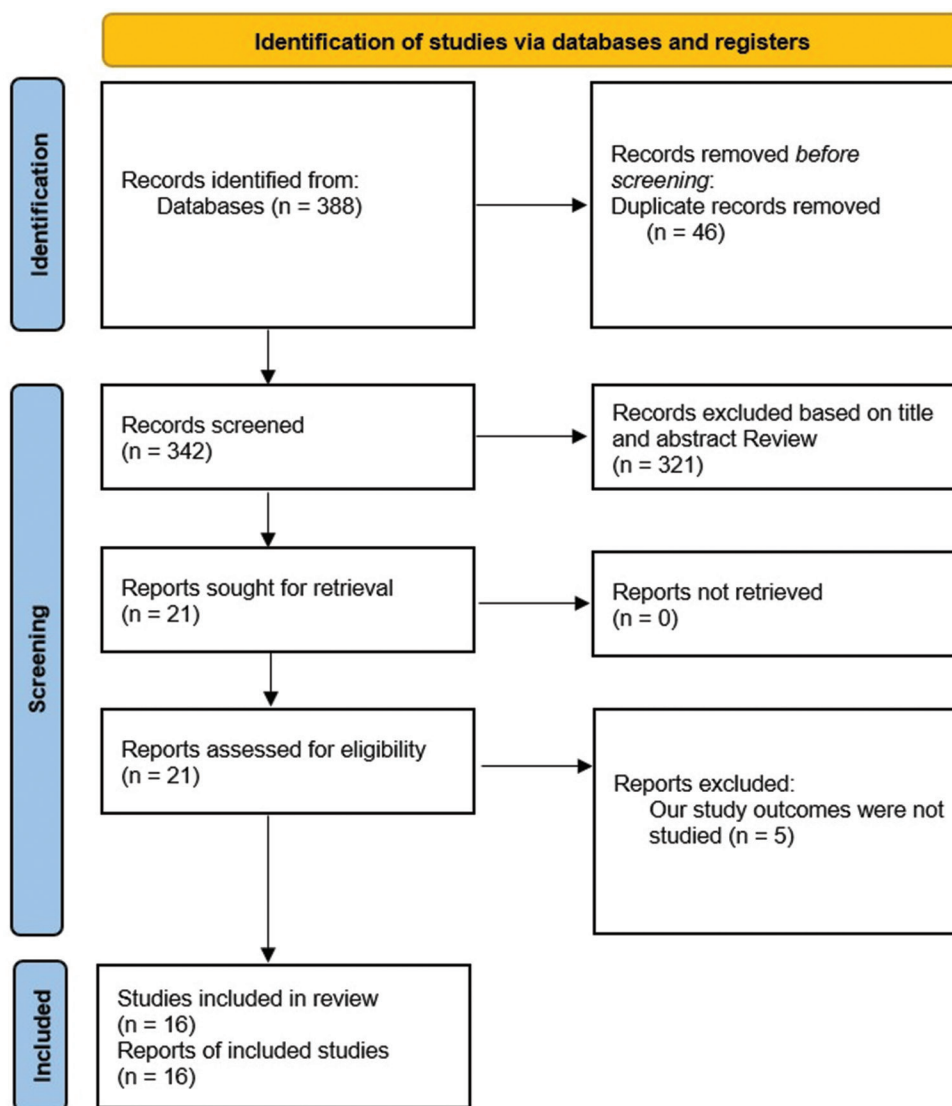 Identification of studies via databases and registers
Identification
Records identified from:
Databases (n = 388)
Records removed before
screening:
Duplicate records removed
(n = 46)
Screening
Records screened
(n = 342)
Records excluded based on title
and abstract Review
(n = 321)
Reports sought for retrieval
(n = 21)
Reports not retrieved
(n = 0)
Reports assessed for eligibility
(n = 21)
Reports excluded:
Our study outcomes were not
studied (n = 5)
Included
Studies included in review
(n = 16)
Reports of included studies
(n = 16)